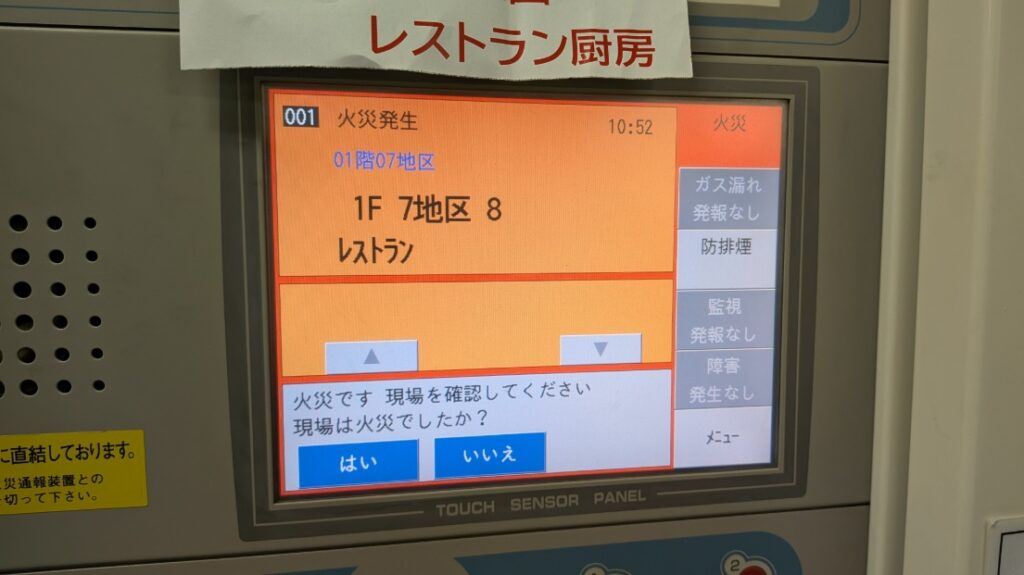 レストラン厨房
001 火災発生 10:52
01階07地区
1F 7地区 8
レストラン
▲ ▼
火災です 現場を確認してください
現場は火災でしたか？
はい いいえ
火災
ガス漏れ
発報なし
防排煙
監視
発報なし
障害
発生なし
メニュー
TOUCH SENSOR PANEL
に直結しております。
災通報装置との
切って下さい。
2